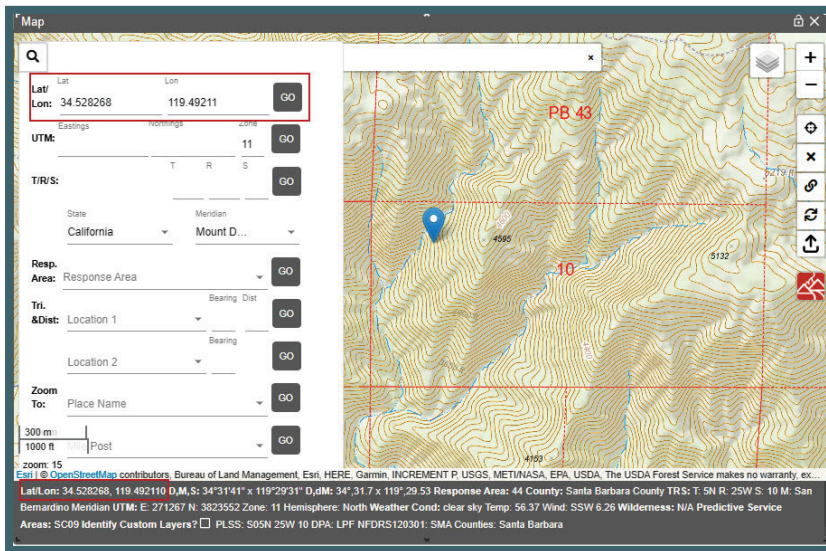 Map
Lat/
Lon:
Lat
Lon
34.528268
119.49211
GO
UTM:
Eastings
Northings
Zone
11
GO
T/R/S:
T R S
GO
State
Meridian
California
Mount D...
Resp.
Area:
Response Area
GO
Tri.
&Dist:
Bearing Dist
Location 1
GO
Bearing
Location 2
GO
Zoom
To:
Place Name
GO
Post
GO
300 m
1000 ft
zoom: 15
PB 43
10
4595
5132
4153
Esri | © OpenStreetMap contributors, Bureau of Land Management, Esri, HERE, Garmin, INCREMENT P, USGS, METI/NASA, EPA, USDA, The USDA Forest Service makes no warranty, ex...
Lat/Lon: 34.528268, 119.492110 D,M,S: 34°31'41" x 119°29'31" D,dM: 34°,31.7 x 119°,29.53 Response Area: 44 County: Santa Barbara County TRS: T: 5N R: 25W S: 10 M: San
Bernardino Meridian UTM: E: 271267 N: 3823552 Zone: 11 Hemisphere: North Weather Cond: clear sky Temp: 56.37 Wind: SSW 6.26 Wilderness: N/A Predictive Service
Areas: SC09 Identify Custom Layers? PLSS: S05N 25W 10 DPA: LPF NFDRS120301: SMA Counties: Santa Barbara